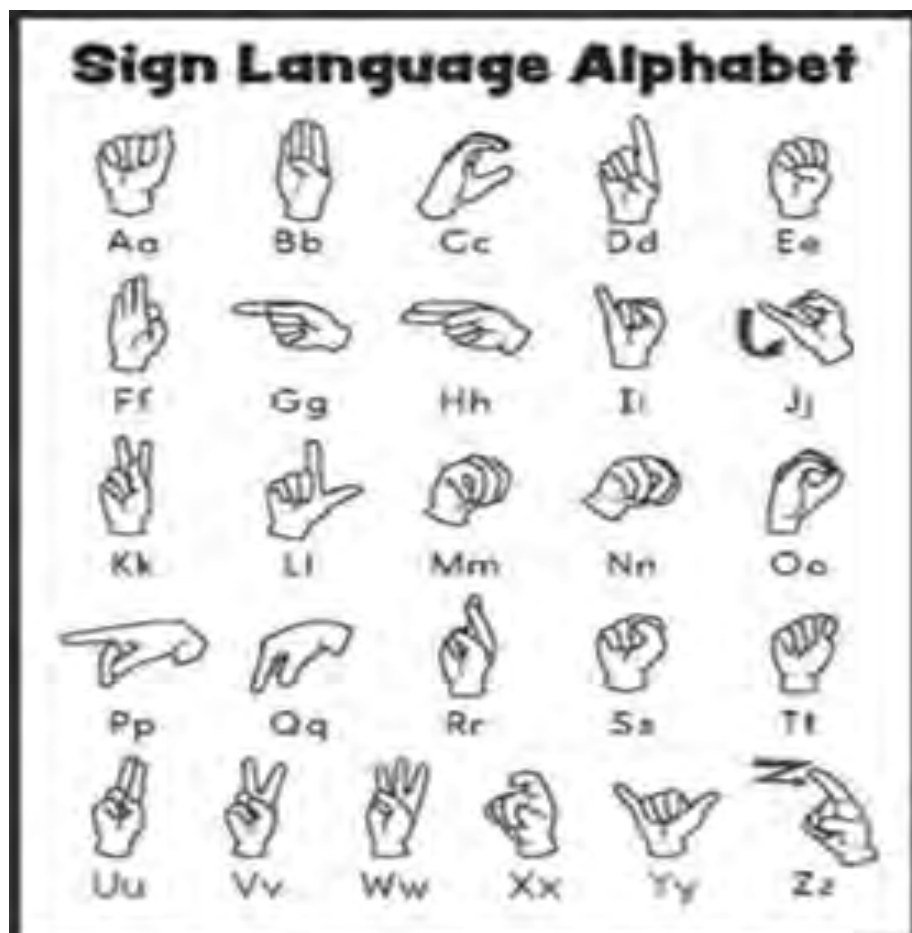 Sign Language Alphabet
Aa Bb Cc Dd Ee
Ff Gg Hh Ii Jj
Kk Ll Mm Nn Oo
Pp Qq Rr Ss Tt
Uu Vv Ww Xx Yy Zz